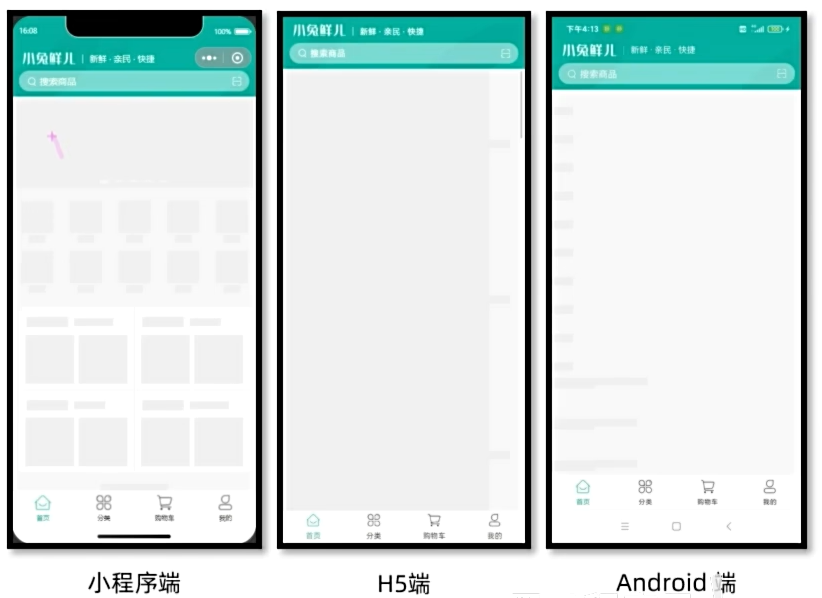 16:08
100%
小兔鲜儿 | 新鲜·亲民·快捷
搜索商品
首页
分类
购物车
我的
小程序端
小兔鲜儿 | 新鲜·亲民·快捷
搜索商品
首页
分类
购物车
我的
H5端
下午4:13
小兔鲜儿 | 新鲜·亲民·快捷
搜索商品
首页
分类
购物车
我的
Android 端